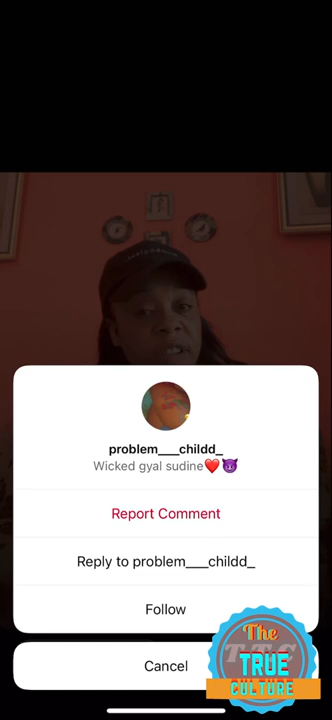 problem___childd_
Wicked gyal sudine❤️😈
Report Comment
Reply to problem___childd_
Follow
Cancel
The
T.T.C
TRUE
CULTURE